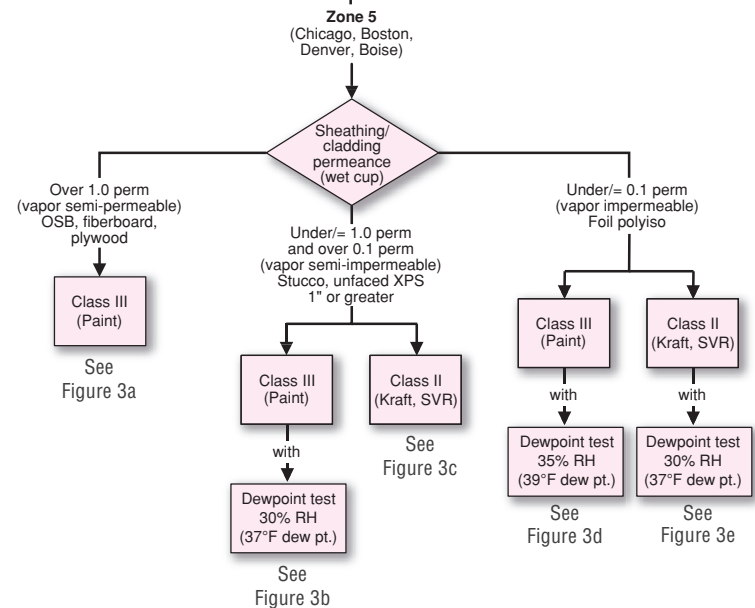 Zone 5
(Chicago, Boston,
Denver, Boise)
Sheathing/
cladding
permeance
(wet cup)
Over 1.0 perm
(vapor semi-permeable)
OSB, fiberboard,
plywood
Class III
(Paint)
See
Figure 3a
Under/= 1.0 perm
and over 0.1 perm
(vapor semi-impermeable)
Stucco, unfaced XPS
1" or greater
Class III
(Paint)
with
Dewpoint test
30% RH
(37°F dew pt.)
See
Figure 3b
Class II
(Kraft, SVR)
See
Figure 3c
Under/= 0.1 perm
(vapor impermeable)
Foil polyiso
Class III
(Paint)
with
Dewpoint test
35% RH
(39°F dew pt.)
See
Figure 3d
Class II
(Kraft, SVR)
with
Dewpoint test
30% RH
(37°F dew pt.)
See
Figure 3e